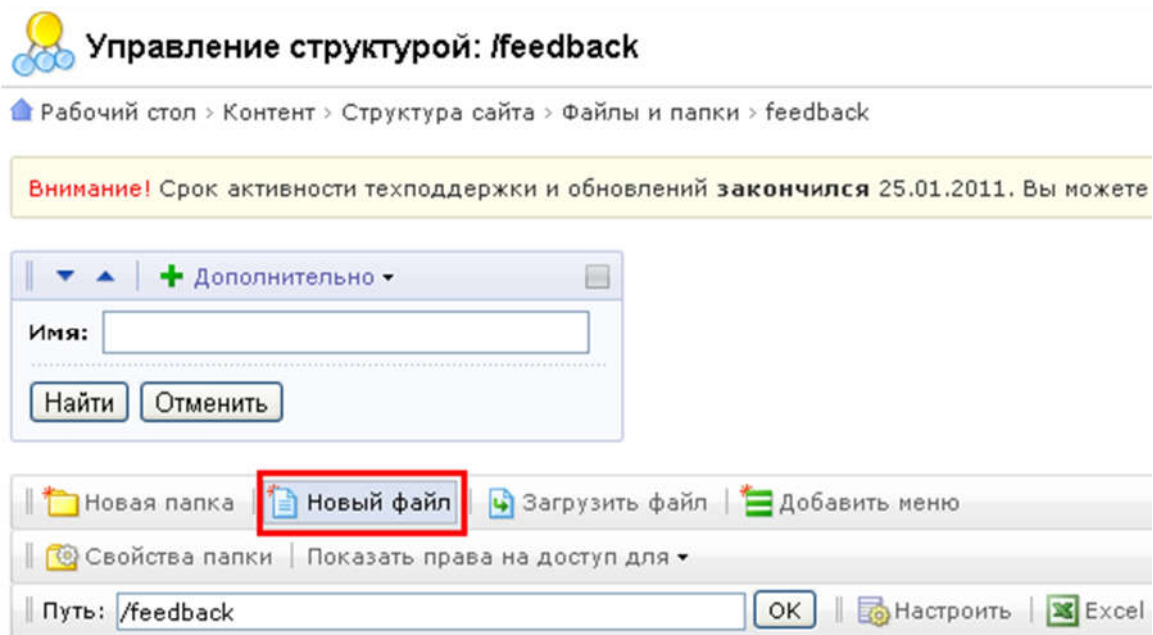 Управление структурой: /feedback
Рабочий стол > Контент > Структура сайта > Файлы и папки > feedback
Внимание! Срок активности техподдержки и обновлений закончился 25.01.2011. Вы можете
Дополнительно
Имя:
Найти Отменить
Новая папка Новый файл Загрузить файл Добавить меню
Свойства папки Показать права на доступ для
Путь: /feedback OK Настроить Excel